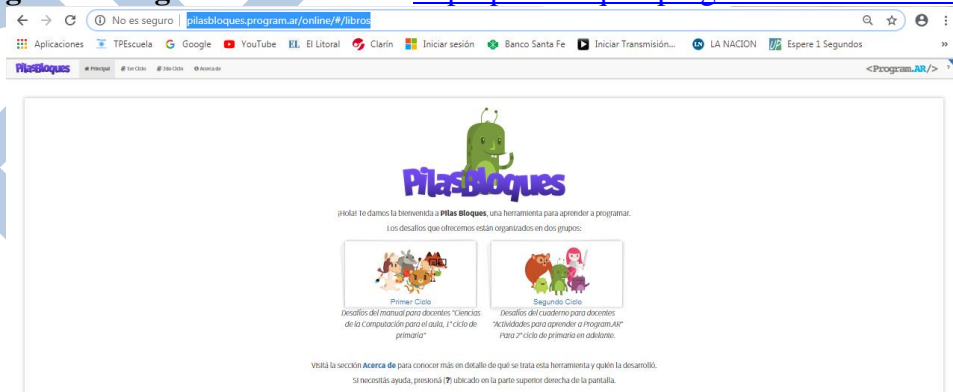 No es seguro | pilasbloques.program.ar/online/#/libros
Aplicaciones TPEscuela Google YouTube EL El Litoral Clarín Iniciar sesión Banco Santa Fe Iniciar Transmisión... LN LA NACION Espere 1 Segundos »
PilasBloques Principal 1er Ciclo 2do Ciclo Acerca de <Program.AR/> ?
PilasBloques
¡Hola! Te damos la bienvenida a Pilas Bloques, una herramienta para aprender a programar.
Los desafíos que ofrecemos están organizados en dos grupos:
Primer Ciclo
Desafíos del manual para docentes "Ciencias
de la Computación para el aula, 1° ciclo de
primaria"
Segundo Ciclo
Desafíos del cuaderno para docentes
"Actividades para aprender a Program.AR"
Para 2° ciclo de primaria en adelante.
Visitá la sección Acerca de para conocer más en detalle de qué se trata esta herramienta y quién la desarrolló.
Si necesitás ayuda, presioná (?) ubicado en la parte superior derecha de la pantalla.